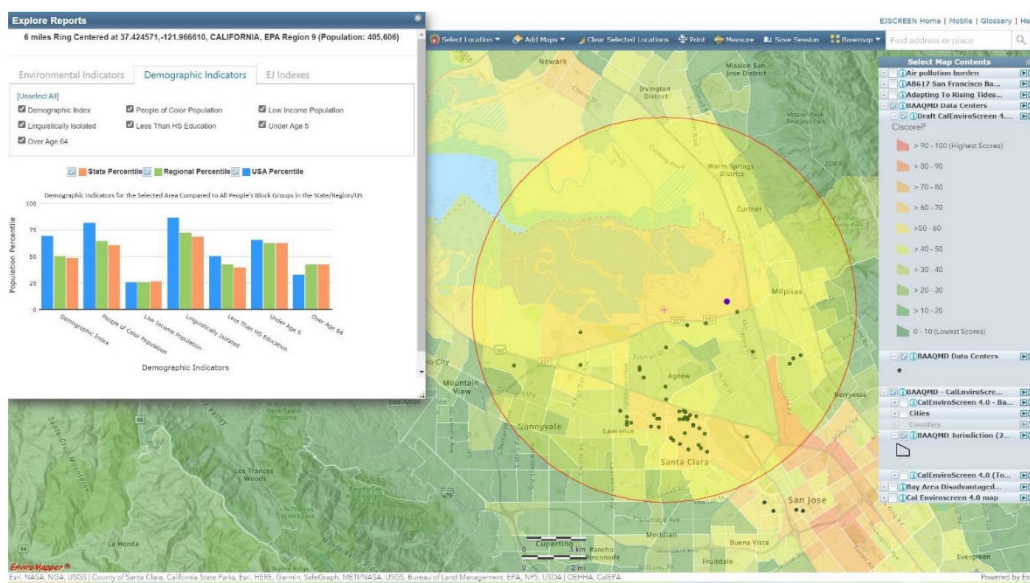 Explore Reports
6 miles Ring Centered at 37.424571,-121.966610, CALIFORNIA, EPA Region 9 (Population: 405,606)
Environmental Indicators
Demographic Indicators
EJ Indexes
[Unselect All]
Demographic Index
People of Color Population
Low Income Population
Linguistically Isolated
Less Than HS Education
Under Age 5
Over Age 64
State Percentile
Regional Percentile
USA Percentile
Demographic Indicators for the Selected Area Compared to All People's Block Groups in the State/Region/US
Population Percentile
100
75
50
25
0
Demographic Index
People of Color Population
Low Income Population
Linguistically Isolated
Less Than HS Education
Under Age 5
Over Age 64
Demographic Indicators
EJSCREEN Home | Mobile | Glossary |
Select Location
Add Maps
Clear Selected Locations
Print
Measure
Save Session
Basemap
Find address or place
Select Map Contents
Air pollution burden
AB617 San Francisco Ba...
Adapting To Rising Tides...
BAAQMD Data Centers
Draft CalEnviroScreen 4....
CIscoreP
> 90 - 100 (Highest Scores)
> 80 - 90
> 70 - 80
> 60 - 70
>50 - 60
> 40 - 50
> 30 - 40
> 20 - 30
> 10 - 20
0 - 10 (Lowest Scores)
BAAQMD Data Centers
BAAQMD - CalEnviroScre...
CalEnviroScreen 4.0 - Ba...
Cities
Counties
BAAQMD Jurisdiction (2...
CalEnviroScreen 4.0 (To...
Bay Area Disadvantaged...
Cal Enviroscreen 4.0 map
Newark
Mission San Jose District
Irvington District
Warm Springs District
Milpitas
Agnew
Mountain View
Sunnyvale
Lawrence
Santa Clara
Berryessa
San Jose
Los Trancos Woods
La Honda
Cupertino
Rancho Rinconada
Meridian
Buena Vista
Fruitdale
Evergreen
0
3 km
0
2 mi
EnviroMapper ®
Esri, NASA, NGA, USGS | County of Santa Clara, California State Parks, Esri, HERE, Garmin, SafeGraph, METI/NASA, USGS, Bureau of Land Management, EPA, NPS, USDA | OEHHA, CalEPA